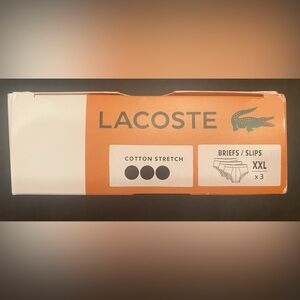 LACOSTE
COTTON STRETCH
BRIEFS / SLIPS
XXL
x 3